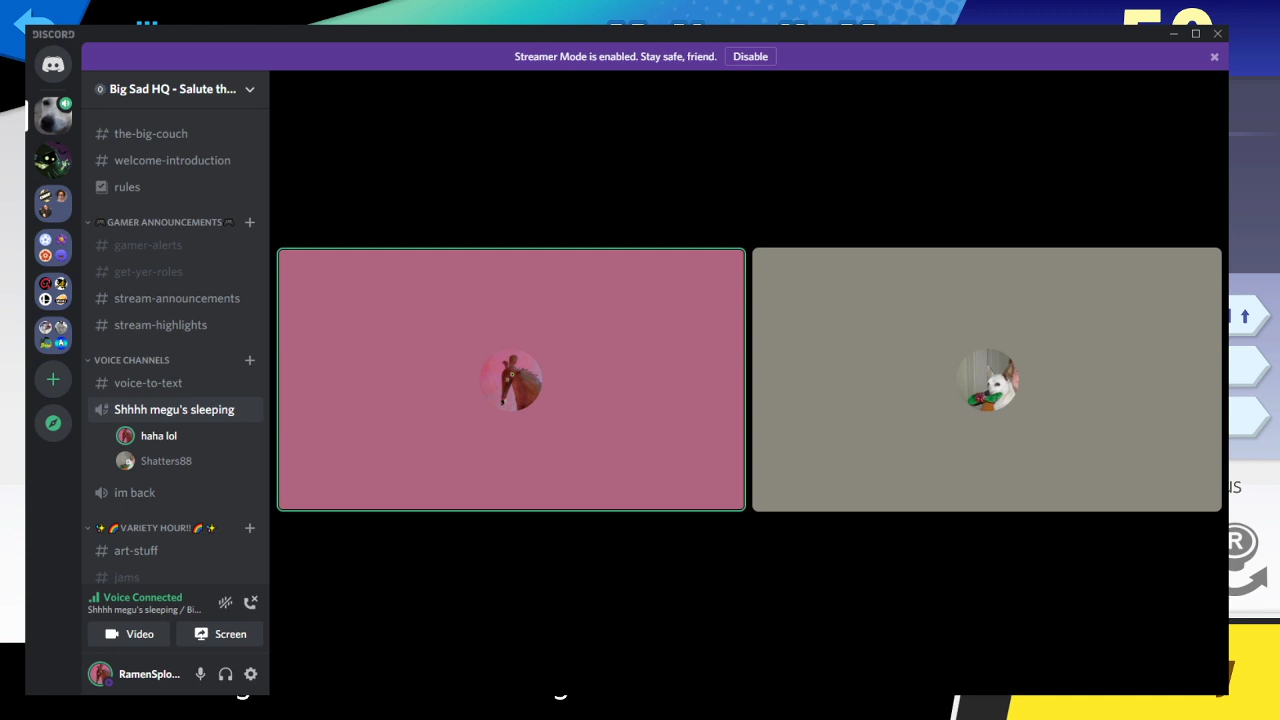 DISCORD
Streamer Mode is enabled. Stay safe, friend.
Disable
Big Sad HQ - Salute th...
the-big-couch
welcome-introduction
rules
GAMER ANNOUNCEMENTS
gamer-alerts
get-yer-roles
stream-announcements
stream-highlights
VOICE CHANNELS
voice-to-text
Shhhh megu's sleeping
haha lol
Shatters88
im back
VARIETY HOUR!!
art-stuff
jams
Voice Connected
Shhhh megu's sleeping / Bi...
Video
Screen
RamenSplo...
R